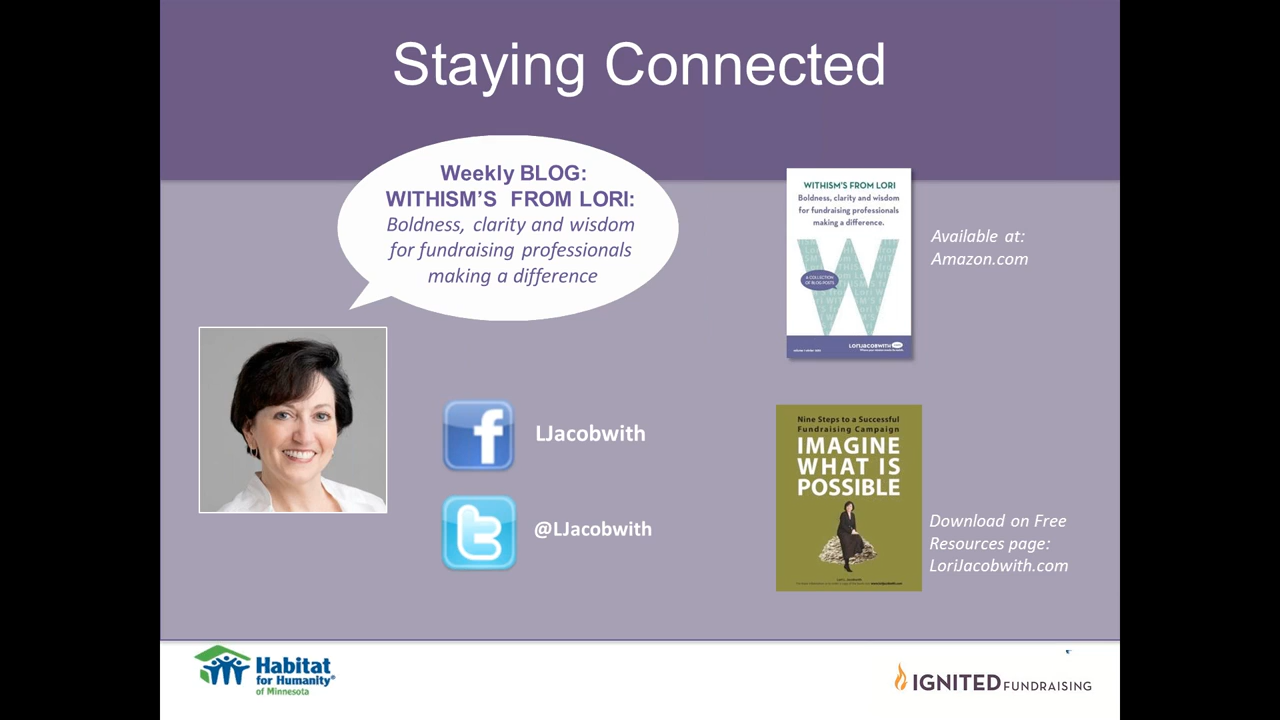 Staying Connected
Weekly BLOG:
WITHISM'S FROM LORI:
Boldness, clarity and wisdom
for fundraising professionals
making a difference
WITHISM'S FROM LORI
Boldness, clarity and wisdom
for fundraising professionals
making a difference.
W
A COLLECTION
OF BLOG POSTS
LORIJACOBWITH
Available at:
Amazon.com
LJacobwith
@LJacobwith
Nine Steps to a Successful
Fundraising Campaign
IMAGINE
WHAT IS
POSSIBLE
Download on Free
Resources page:
LoriJacobwith.com
Habitat
for Humanity®
of Minnesota
IGNITED FUNDRAISING